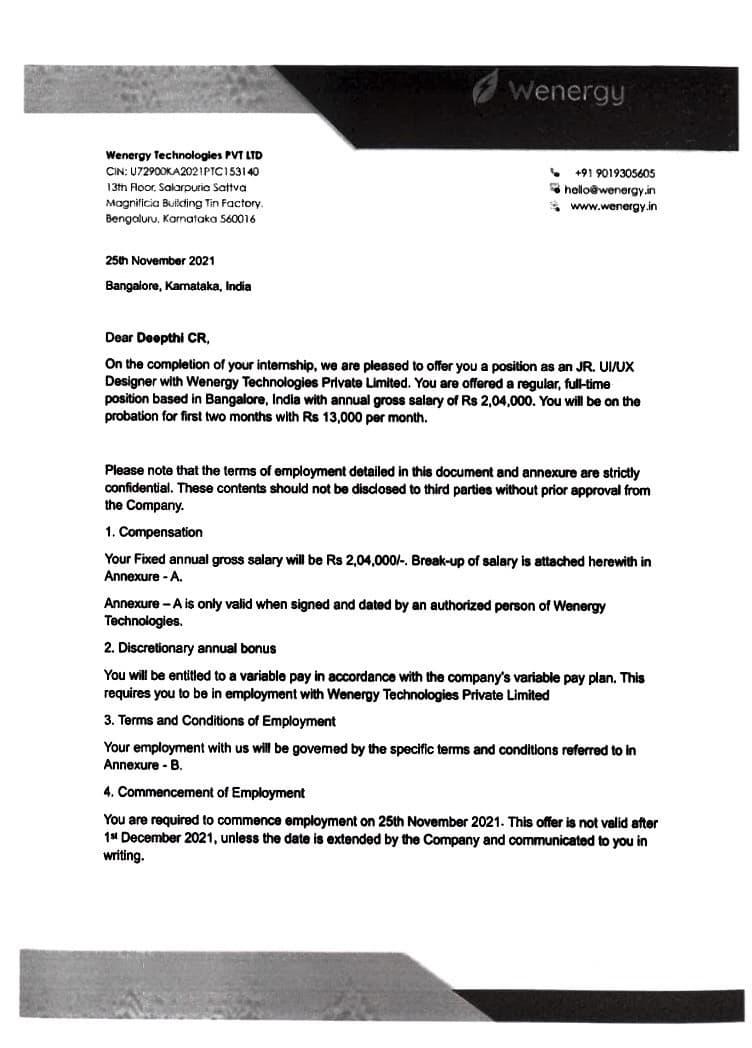 Wenergy
Wenergy Technologies PVT LTD
CIN: U72900KA2021PTC153140
13th Floor, Salarpuria Sattva
Magnificia Building Tin Factory.
Bengaluru, Karnataka 560016
+91 9019305605
hello@wenergy.in
www.wenergy.in
25th November 2021
Bangalore, Karnataka, India
Dear Deepthi CR,
On the completion of your internship, we are pleased to offer you a position as an JR. UI/UX
Designer with Wenergy Technologies Private Limited. You are offered a regular, full-time
position based in Bangalore, India with annual gross salary of Rs 2,04,000. You will be on the
probation for first two months with Rs 13,000 per month.
Please note that the terms of employment detailed in this document and annexure are strictly
confidential. These contents should not be disclosed to third parties without prior approval from
the Company.
1. Compensation
Your Fixed annual gross salary will be Rs 2,04,000/-. Break-up of salary is attached herewith in
Annexure - A.
Annexure – A is only valid when signed and dated by an authorized person of Wenergy
Technologies.
2. Discretionary annual bonus
You will be entitled to a variable pay in accordance with the company's variable pay plan. This
requires you to be in employment with Wenergy Technologies Private Limited
3. Terms and Conditions of Employment
Your employment with us will be governed by the specific terms and conditions referred to in
Annexure - B.
4. Commencement of Employment
You are required to commence employment on 25th November 2021. This offer is not valid after
1st December 2021, unless the date is extended by the Company and communicated to you in
writing.